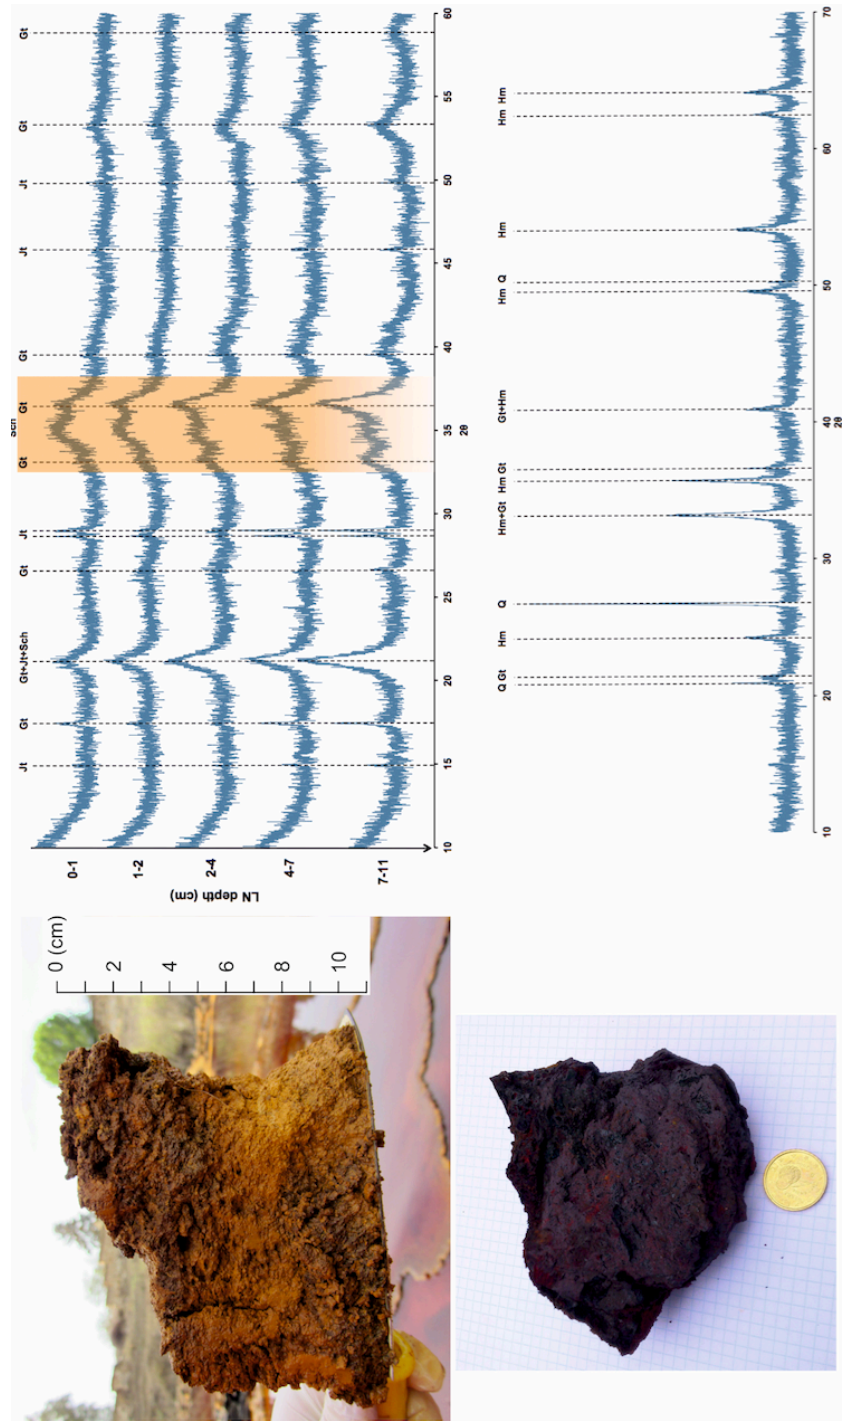 Gt
Gt
Jt
Jt
Gt
Sch
Gt
Gt
Jt
Gt
Gt+Jt+Sch
Gt
Jt
60
55
50
45
40
35
30
25
20
15
10
2θ
0-1
1-2
2-4
4-7
7-11
LN depth (cm)
Hm
Hm
Hm
Q
Hm
Gt+Hm
Gt
Hm
Hm+Gt
Q
Hm
Gt
Q
70
60
50
40
30
20
10
2θ
0 (cm)
2
4
6
8
10
2